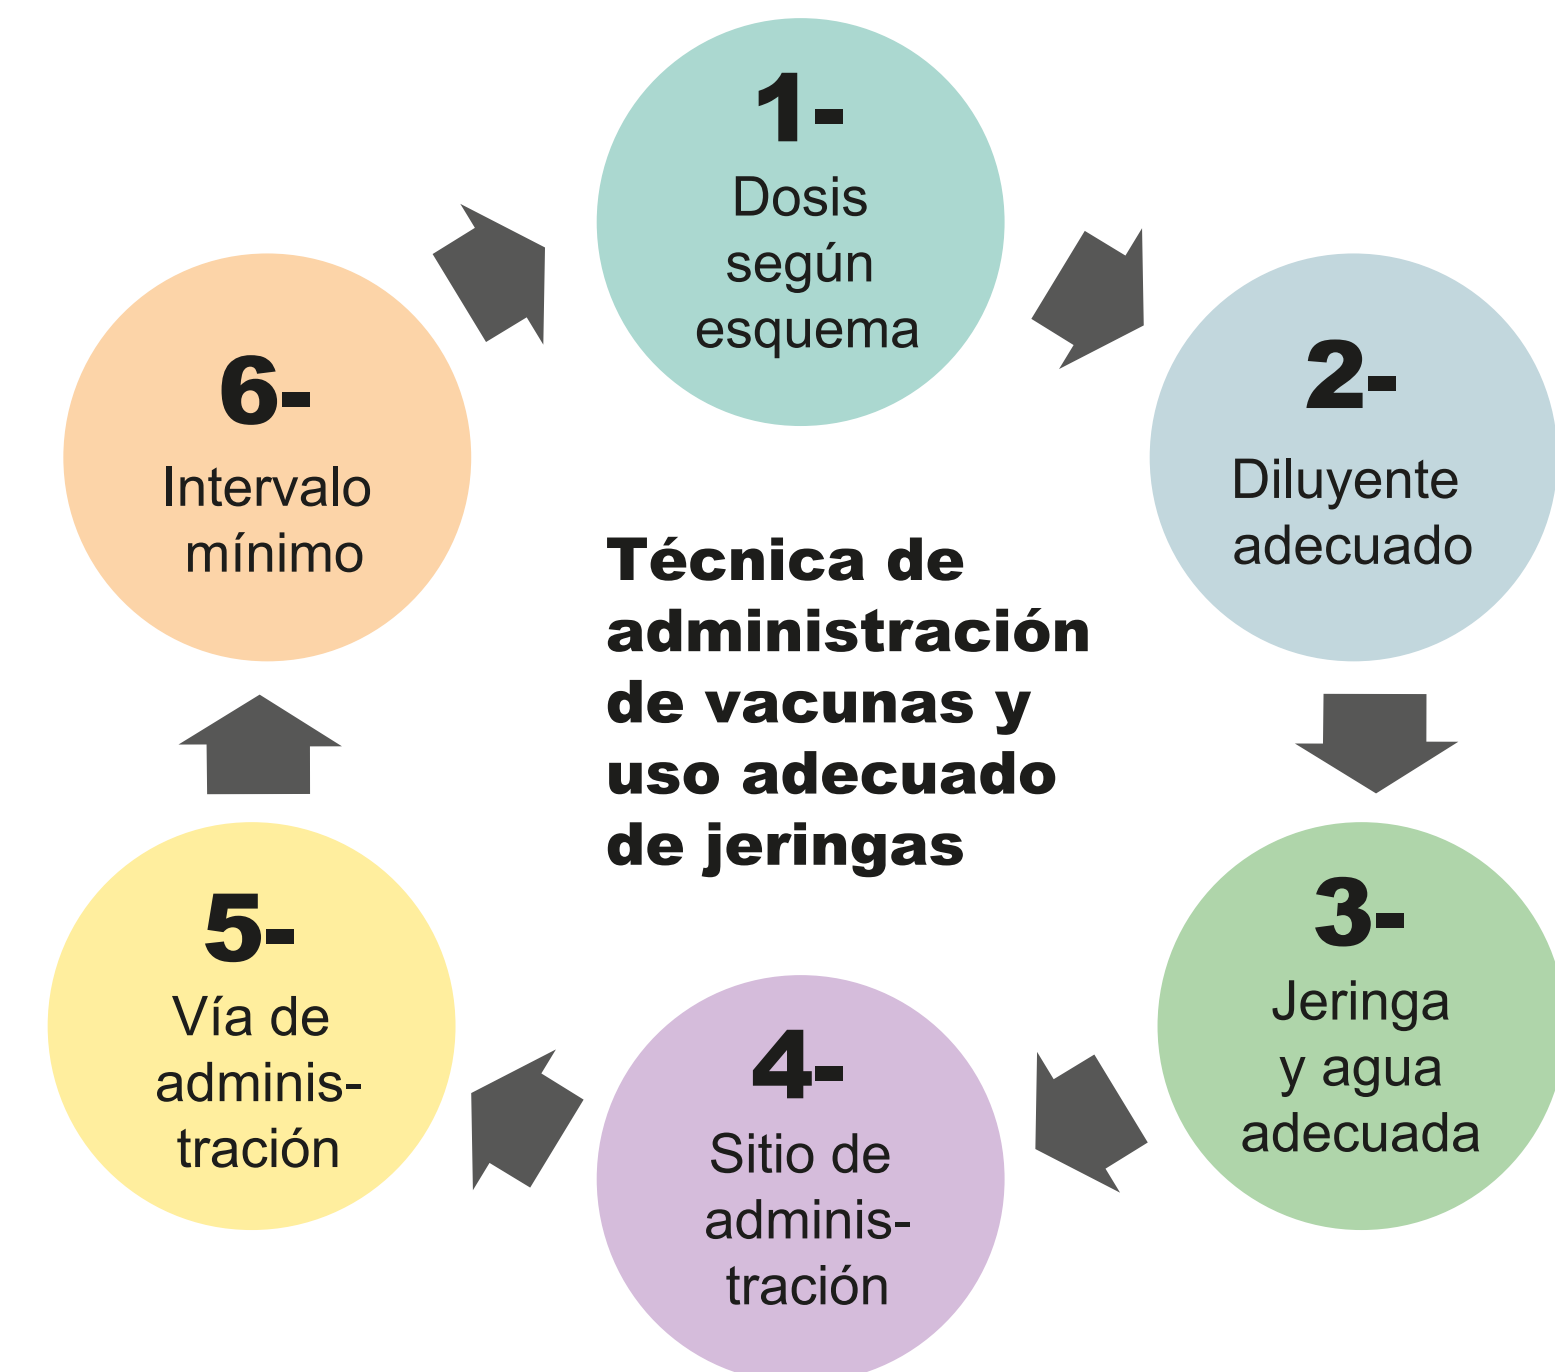 1-
Dosis
según
esquema
2-
Diluyente
adecuado
3-
Jeringa
y agua
adecuada
4-
Sitio de
adminis-
tración
5-
Vía de
adminis-
tración
6-
Intervalo
mínimo
Técnica de
administración
de vacunas y
uso adecuado
de jeringas